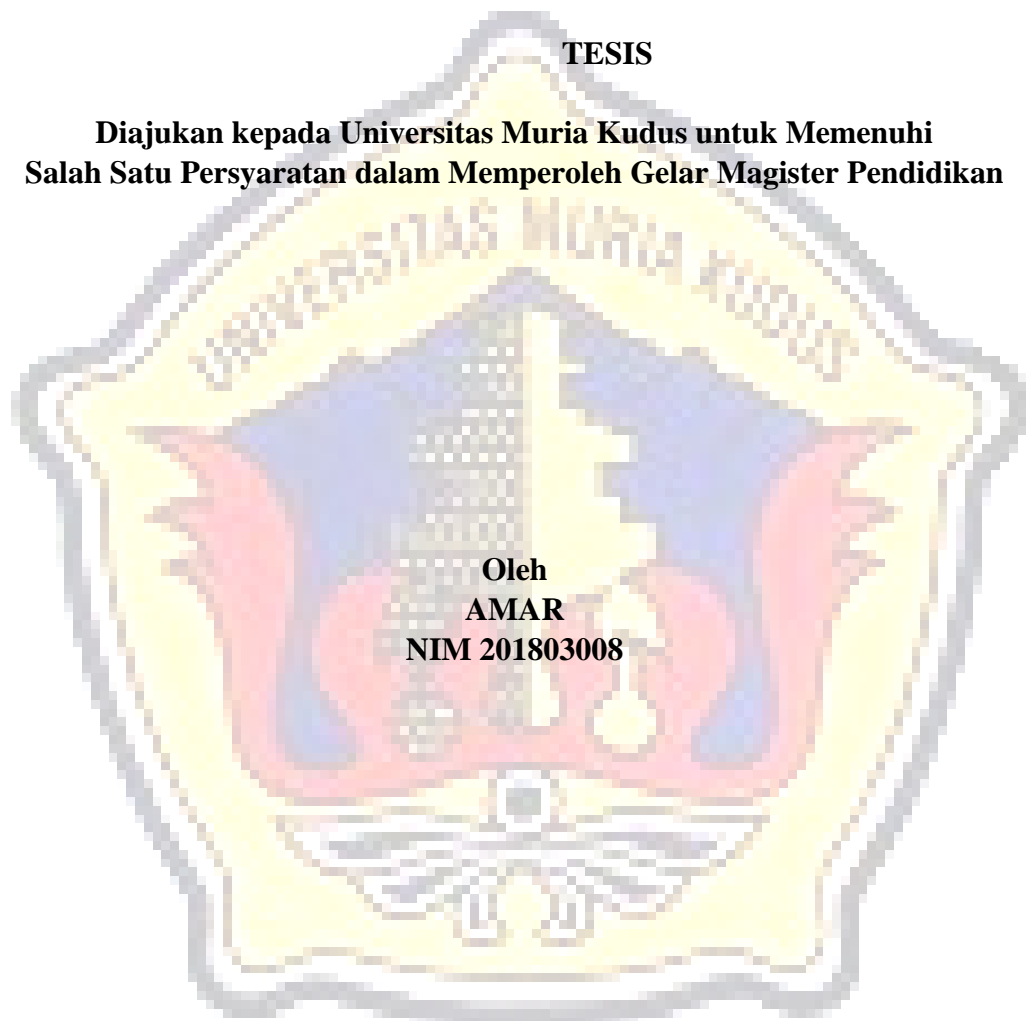 TESIS
Diajukan kepada Universitas Muria Kudus untuk Memenuhi
Salah Satu Persyaratan dalam Memperoleh Gelar Magister Pendidikan
UNIVERSITAS MURIA KUDUS
Oleh
AMAR
NIM 201803008